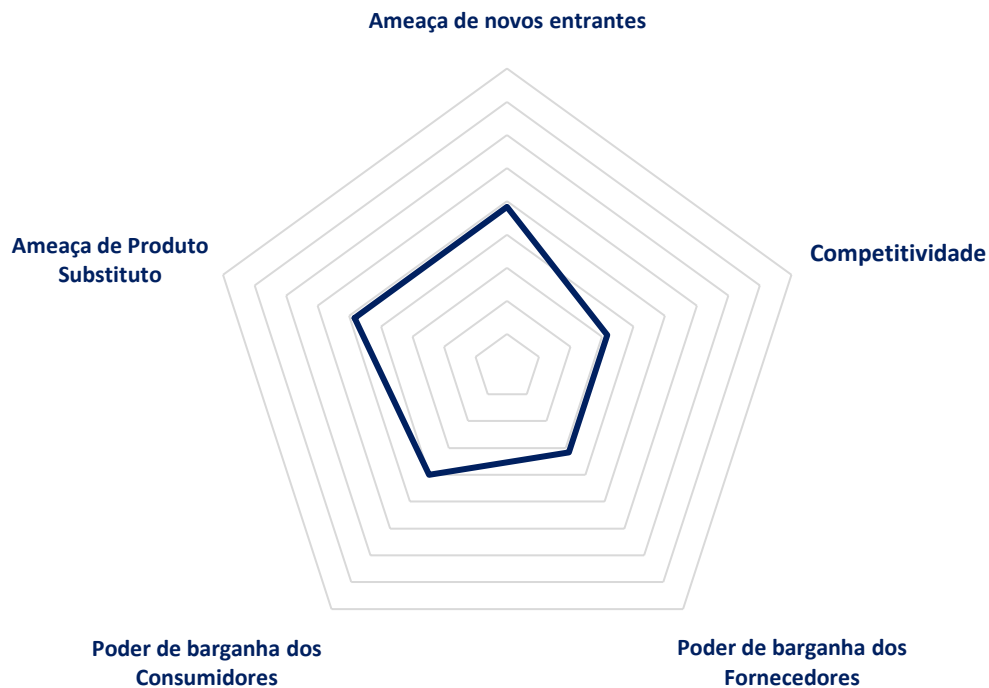 Ameaça de novos entrantes
Competitividade
Poder de barganha dos
Fornecedores
Poder de barganha dos
Consumidores
Ameaça de Produto
Substituto